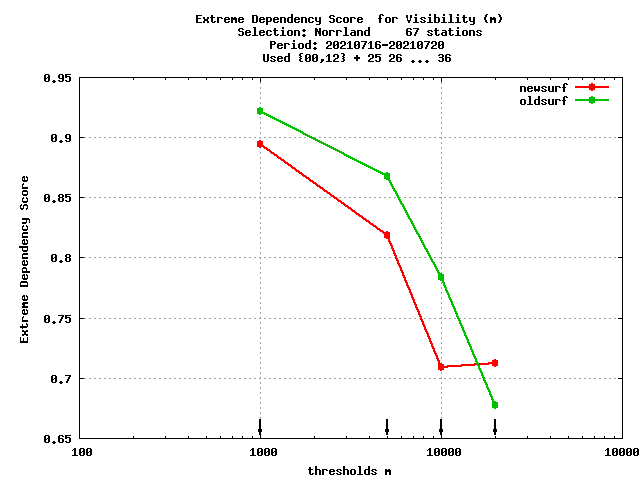 Extreme Dependency Score  for Visibility (m)
Selection: Norrland     67 stations
Period: 20210716-20210720
Used {00,12} + 25 26 ... 36
newsurf
oldsurf
0.95
0.9
0.85
0.8
0.75
0.7
0.65
Extreme Dependency Score
100 1000 10000 10000
thresholds m